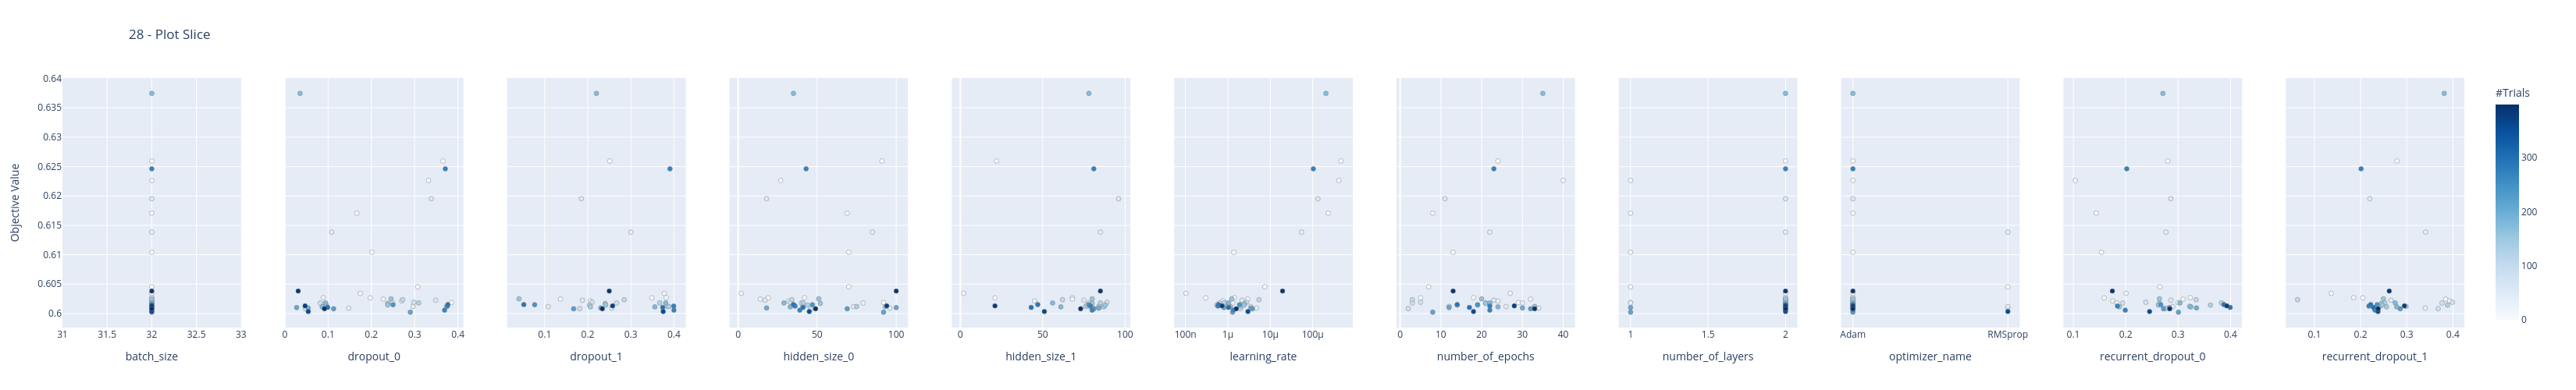 28 - Plot Slice
#Trials
Objective Value
0.64
0.635
0.63
0.625
0.62
0.615
0.61
0.605
0.6
31 31.5 32 32.5 33
batch_size
0 0.1 0.2 0.3 0.4
dropout_0
0.1 0.2 0.3 0.4
dropout_1
0 50 100
hidden_size_0
0 50 100
hidden_size_1
100n 1μ 10μ 100μ
learning_rate
0 10 20 30 40
number_of_epochs
1 1.5 2
number_of_layers
Adam RMSprop
optimizer_name
0.1 0.2 0.3 0.4
recurrent_dropout_0
0.1 0.2 0.3 0.4
recurrent_dropout_1
300
200
100
0